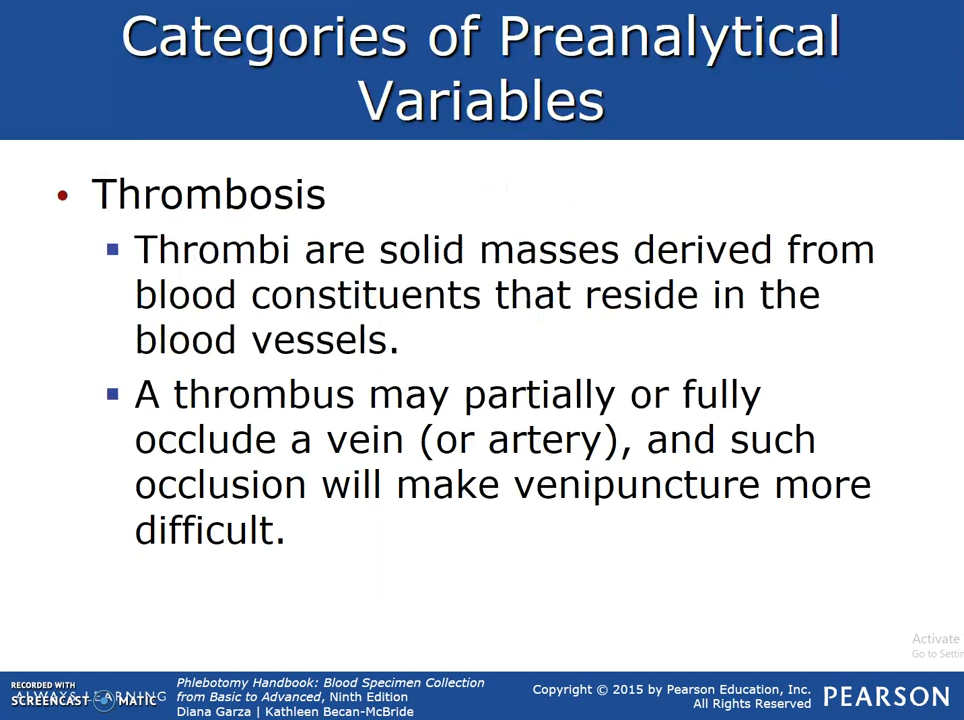 Categories of Preanalytical
Variables
• Thrombosis
▪ Thrombi are solid masses derived from
blood constituents that reside in the
blood vessels.
▪ A thrombus may partially or fully
occlude a vein (or artery), and such
occlusion will make venipuncture more
difficult.
Activate
Go to Settin
RECORDED WITH
SCREENCAST MATIC
ALWAYS LEARNING
Phlebotomy Handbook: Blood Specimen Collection
from Basic to Advanced, Ninth Edition
Diana Garza | Kathleen Becan-McBride
Copyright © 2015 by Pearson Education, Inc.
All Rights Reserved
PEARSON